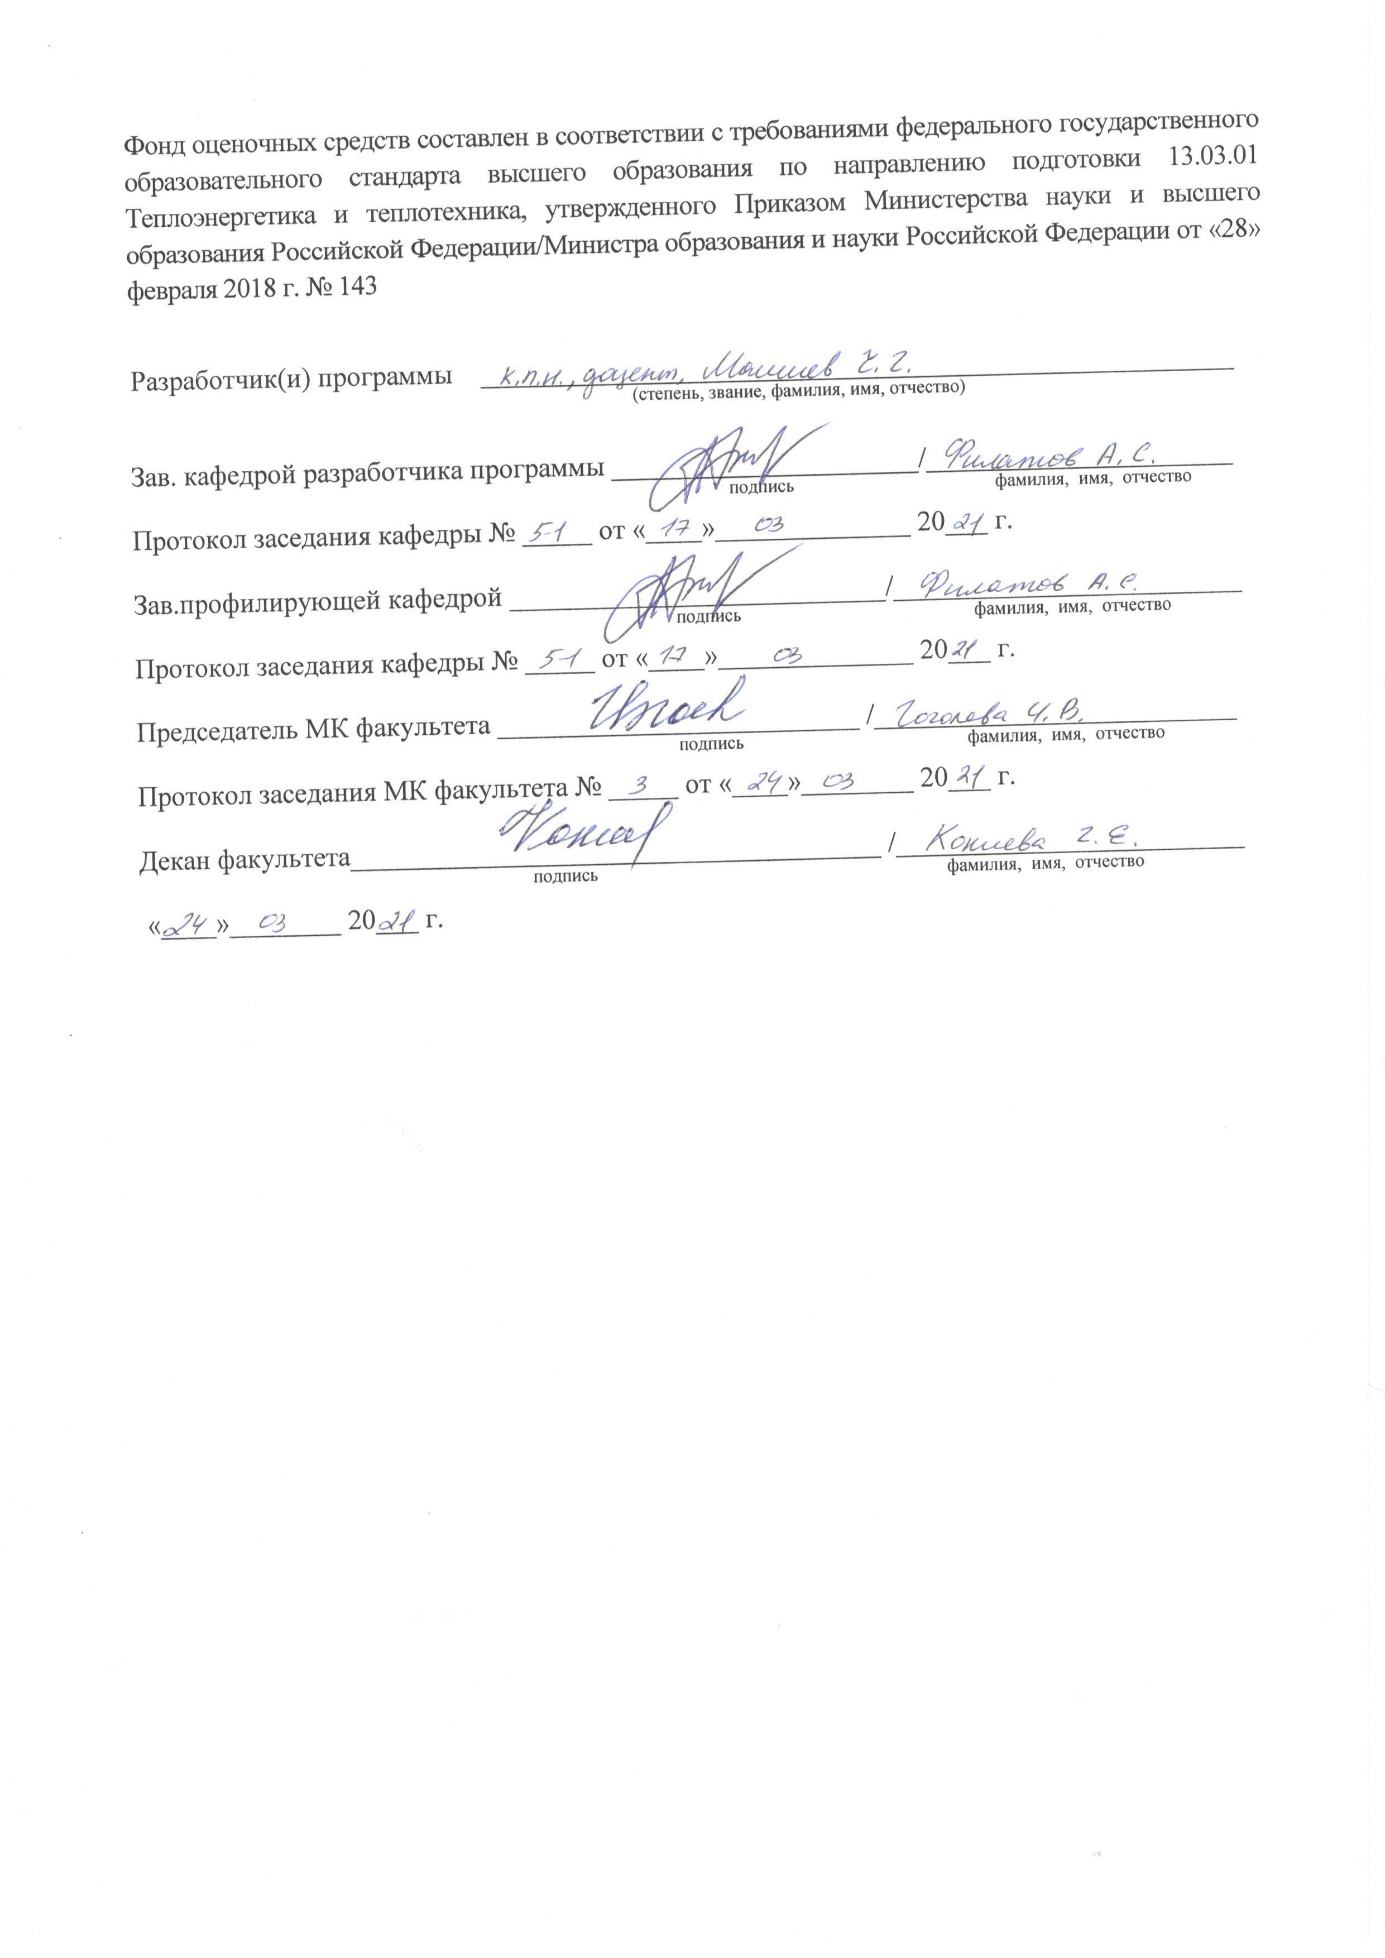 Фонд оценочных средств составлен в соответствии с требованиями федерального государственного
образовательного стандарта высшего образования по направлению подготовки 13.03.01
Теплоэнергетика и теплотехника, утвержденного Приказом Министерства науки и высшего
образования Российской Федерации/Министра образования и науки Российской Федерации от «28»
февраля 2018 г. № 143
Разработчик(и) программы к.п.н., доцент,
(степень, звание, фамилия, имя, отчество)
Зав. кафедрой разработчика программы / Филатов А. С.
подпись фамилия, имя, отчество
Протокол заседания кафедры № 51 от «17» 03 2021 г.
Зав.профилирующей кафедрой / Филатов А. С.
подпись фамилия, имя, отчество
Протокол заседания кафедры № 51 от «17» 03 2021 г.
Председатель МК факультета / Гоголева И. В.
подпись фамилия, имя, отчество
Протокол заседания МК факультета № 3 от «24» 03 2021 г.
Декан факультета /
подпись фамилия, имя, отчество
«24» 03 2021 г.